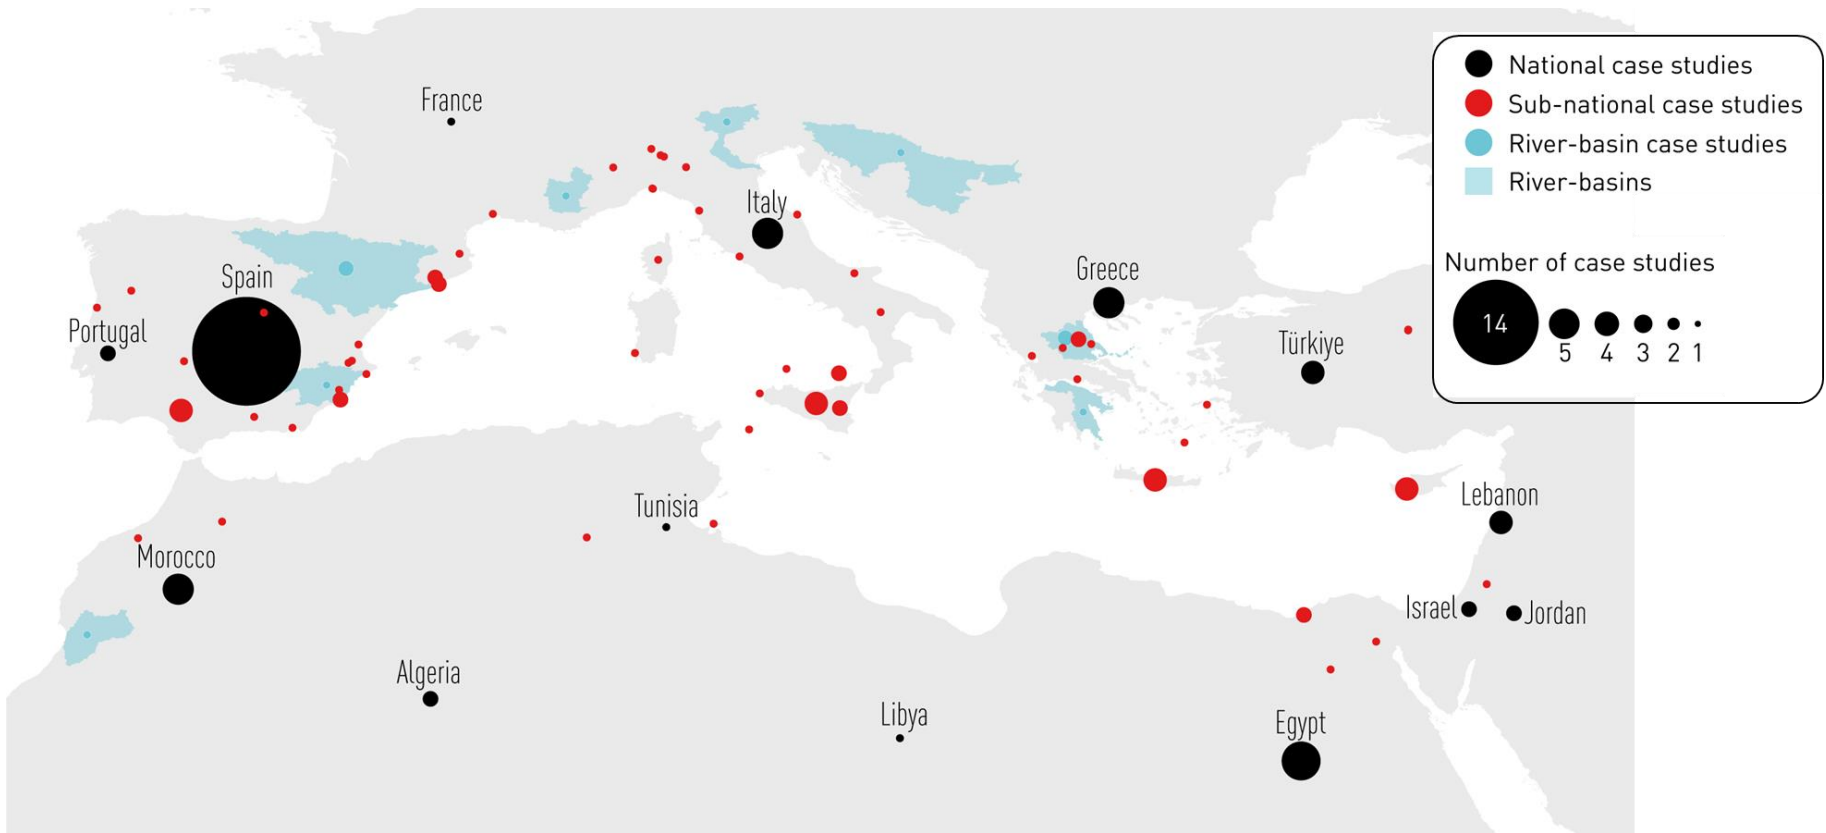 France
Italy
Spain
Portugal
Greece
Türkiye
Lebanon
Tunisia
Morocco
Israel
Jordan
Algeria
Libya
Egypt
National case studies
Sub-national case studies
River-basin case studies
River-basins
Number of case studies
14
5 4 3 2 1